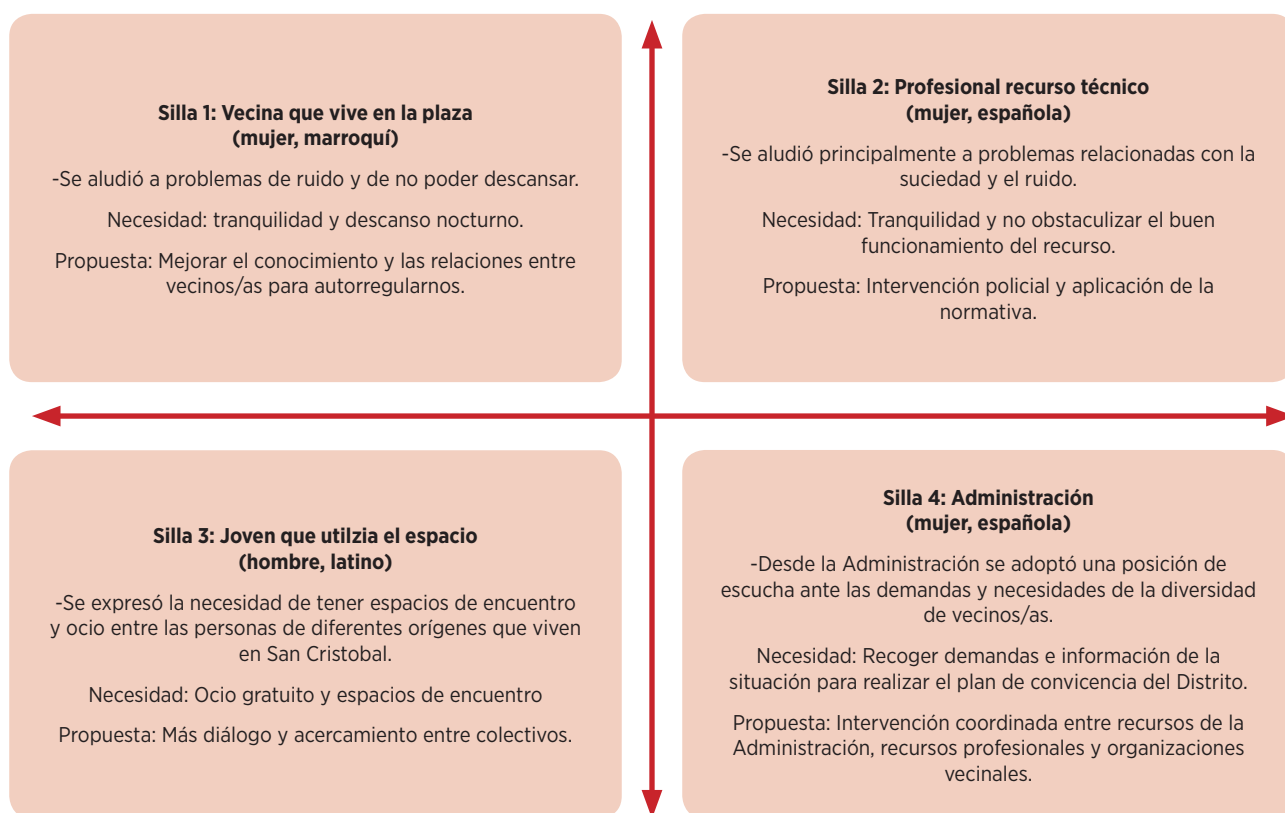 Silla 1: Vecina que vive en la plaza
(mujer, marroquí)
-Se aludió a problemas de ruido y de no poder descansar.
Necesidad: tranquilidad y descanso nocturno.
Propuesta: Mejorar el conocimiento y las relaciones entre
vecinos/as para autorregularnos.
Silla 2: Profesional recurso técnico
(mujer, española)
-Se aludió principalmente a problemas relacionadas con la
suciedad y el ruido.
Necesidad: Tranquilidad y no obstaculizar el buen
funcionamiento del recurso.
Propuesta: Intervención policial y aplicación de la
normativa.
Silla 3: Joven que utilzia el espacio
(hombre, latino)
-Se expresó la necesidad de tener espacios de encuentro
y ocio entre las personas de diferentes orígenes que viven
en San Cristobal.
Necesidad: Ocio gratuito y espacios de encuentro
Propuesta: Más diálogo y acercamiento entre colectivos.
Silla 4: Administración
(mujer, española)
-Desde la Administración se adoptó una posición de
escucha ante las demandas y necesidades de la diversidad
de vecinos/as.
Necesidad: Recoger demandas e información de la
situación para realizar el plan de convicencia del Distrito.
Propuesta: Intervención coordinada entre recursos de la
Administración, recursos profesionales y organizaciones
vecinales.